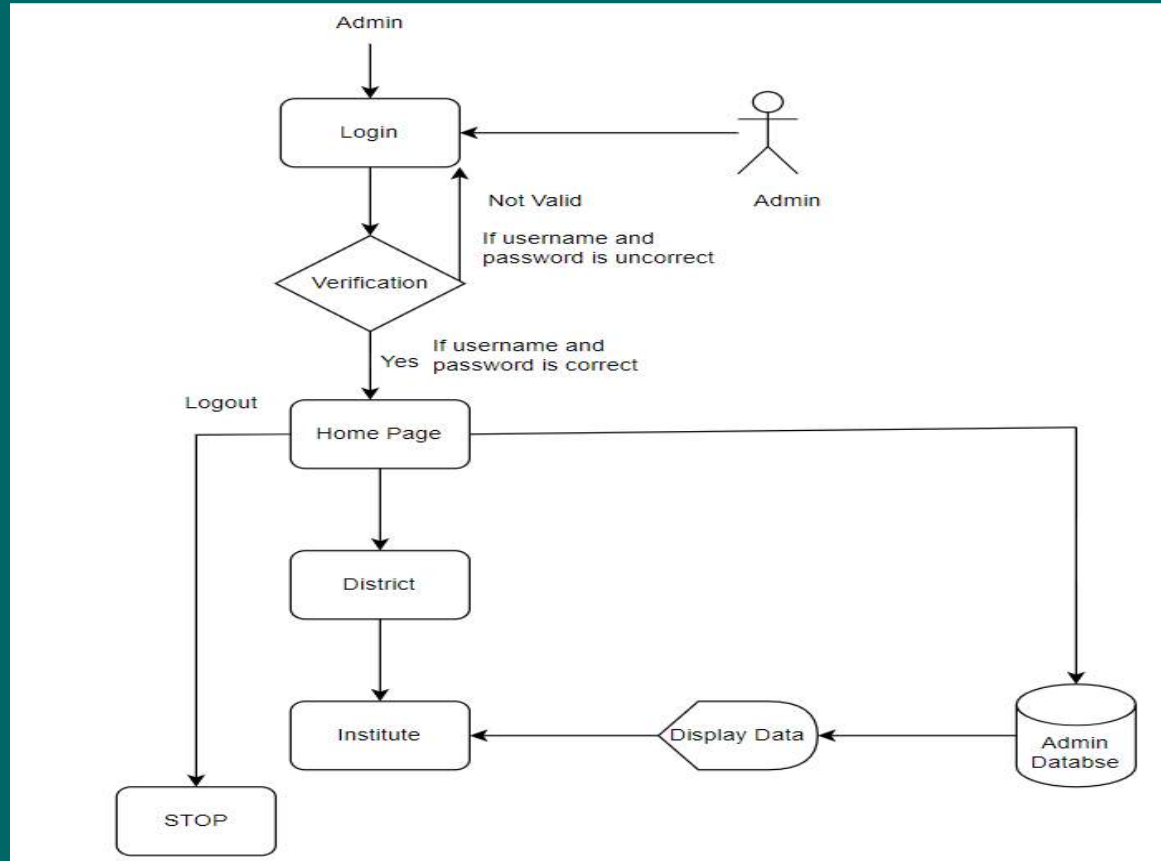 Admin
Login
Admin
Not Valid
If username and
password is uncorrect
Verification
If username and
Yes password is correct
Logout
Home Page
District
Institute
Display Data
Admin
Databse
STOP